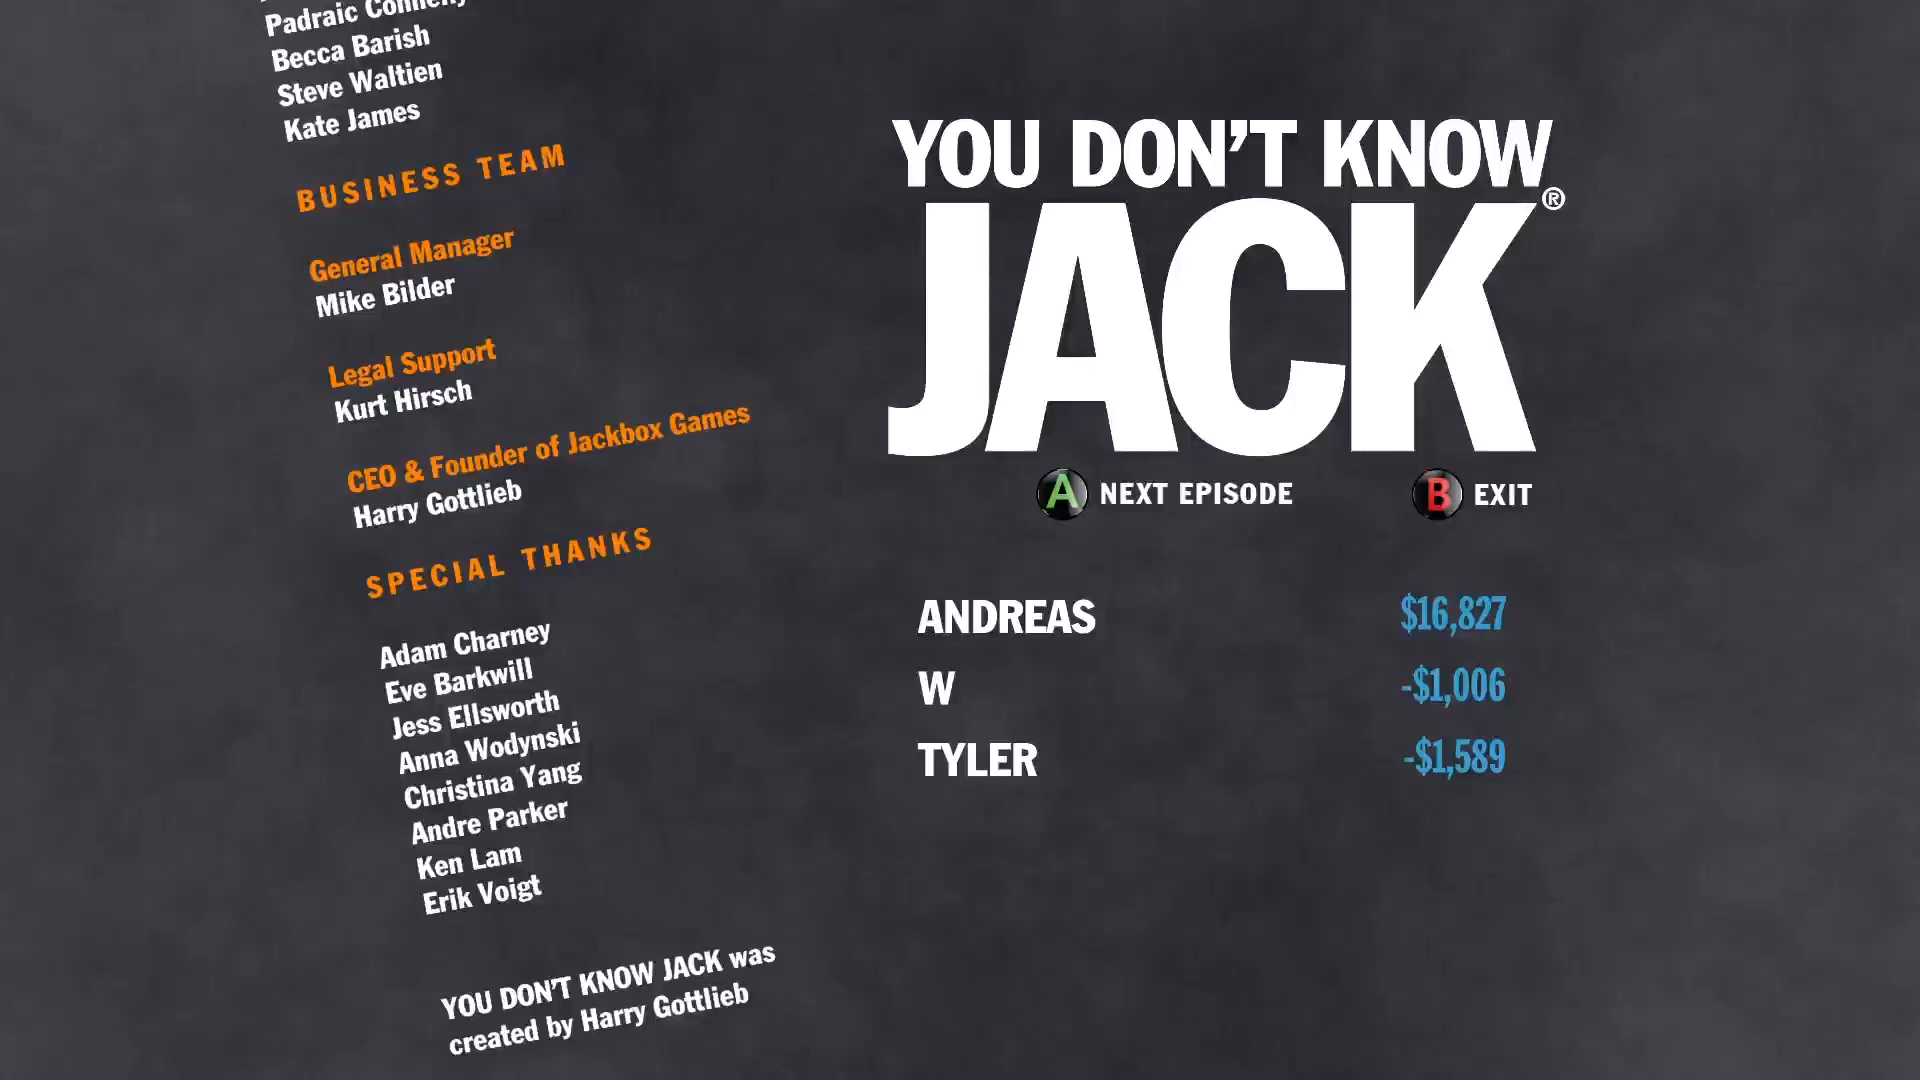 Padraic
Becca Barish
Steve Waltien
Kate James
BUSINESS TEAM
General Manager
Mike Bilder
Legal Support
Kurt Hirsch
CEO & Founder of Jackbox Games
Harry Gottlieb
SPECIAL THANKS
Adam Charney
Eve Barkwill
Jess Ellsworth
Anna Wodynski
Christina Yang
Andre Parker
Ken Lam
Erik Voigt
YOU DON'T KNOW JACK was
created by Harry Gottlieb
YOU DON'T KNOW
JACK®
A NEXT EPISODE B EXIT
ANDREAS $16,827
W -$1,006
TYLER -$1,589